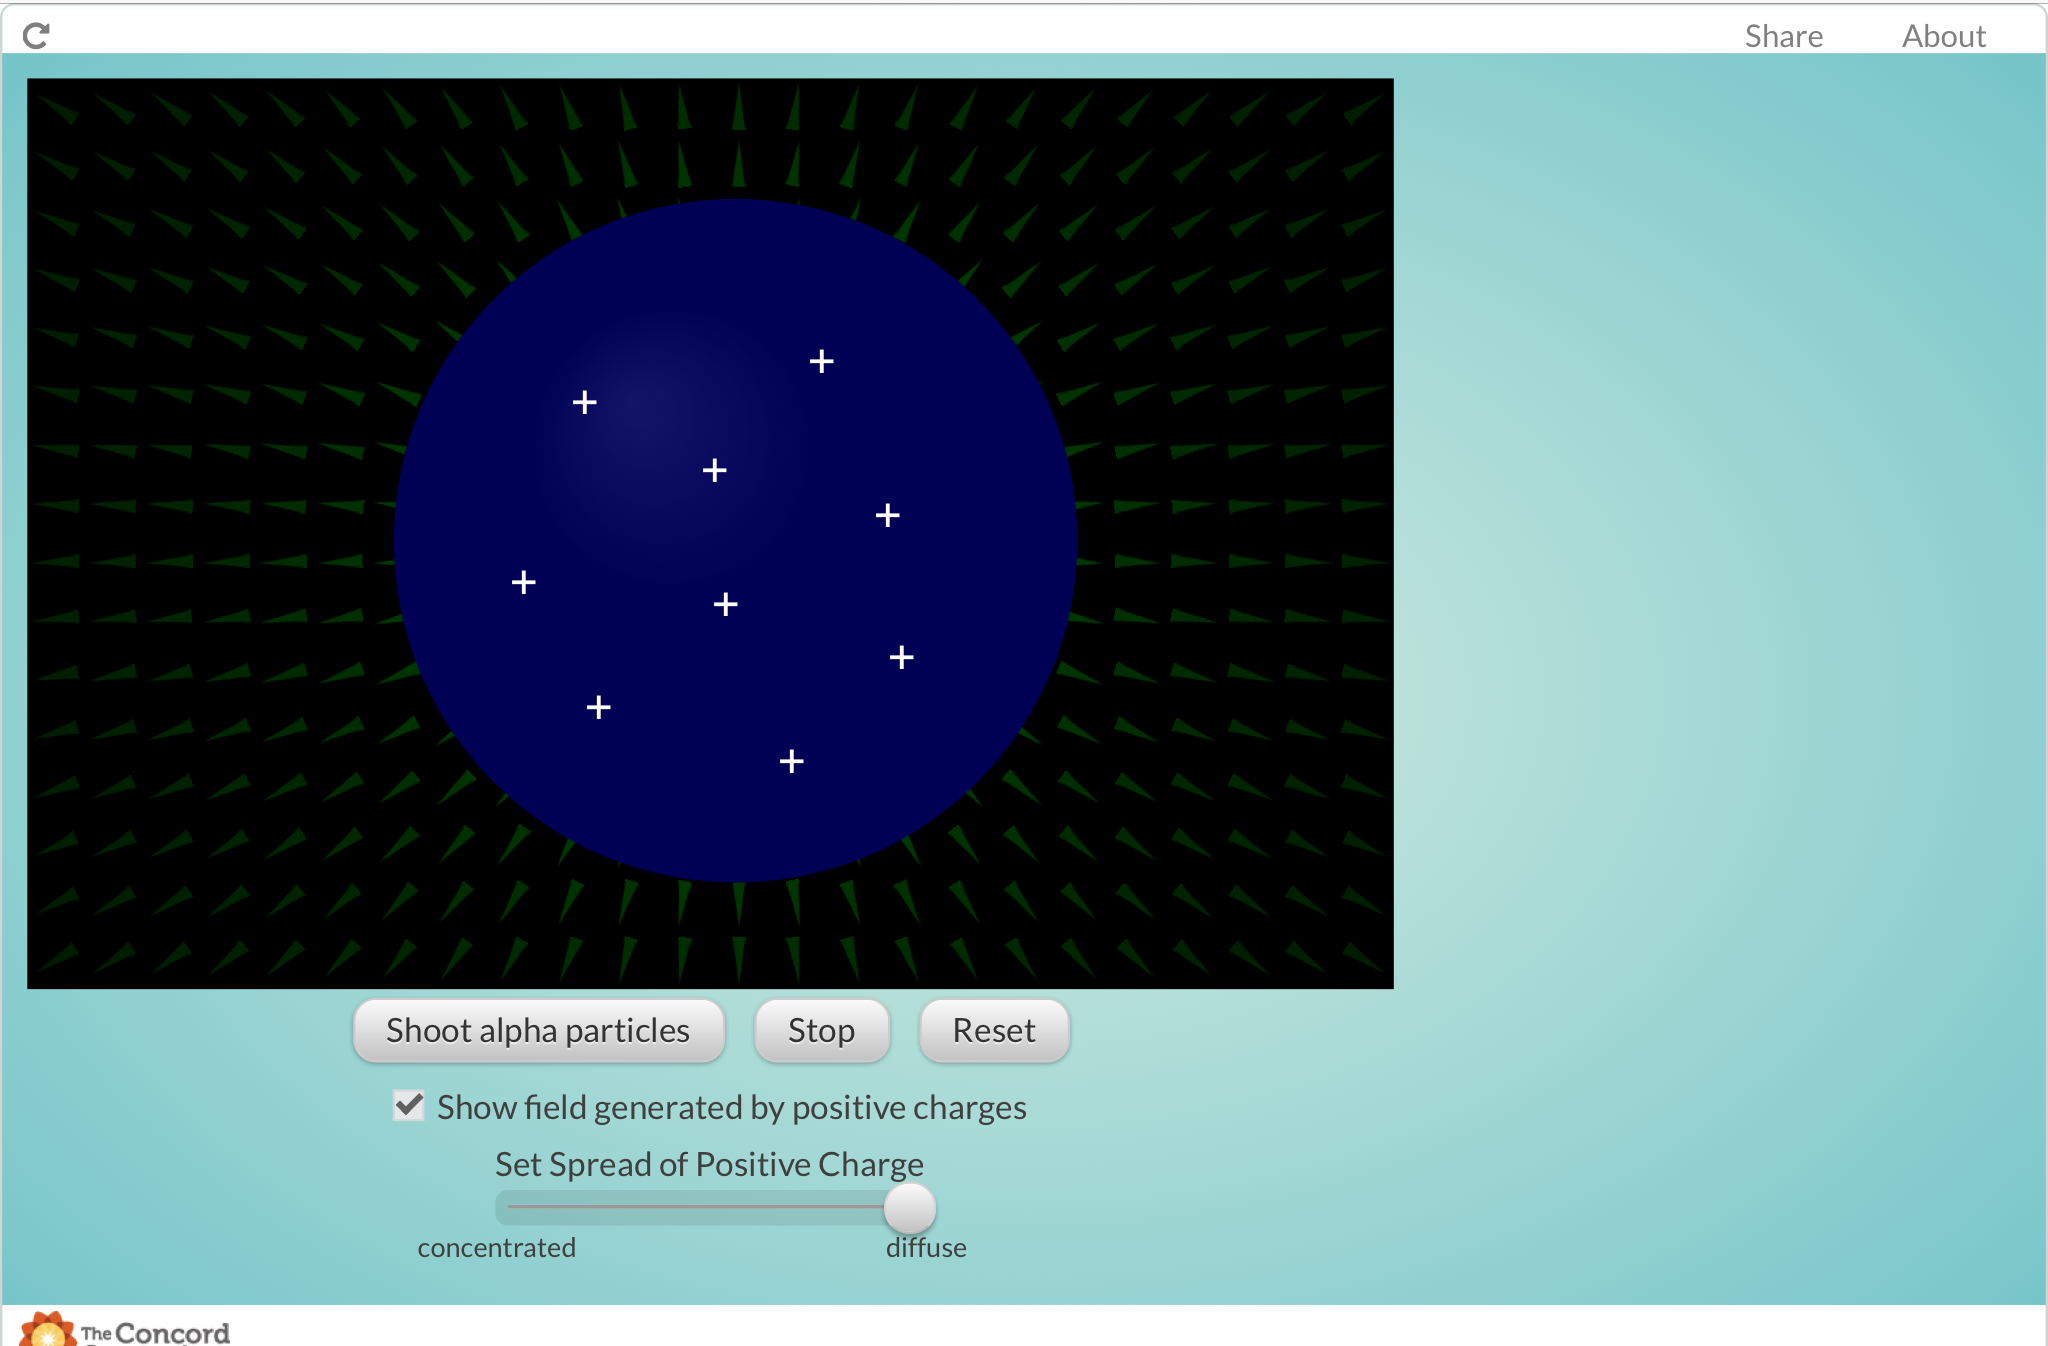 Share About
+
+
+
+
+
+
+
+
+
Shoot alpha particles Stop Reset
Show field generated by positive charges
Set Spread of Positive Charge
concentrated diffuse
The Concord